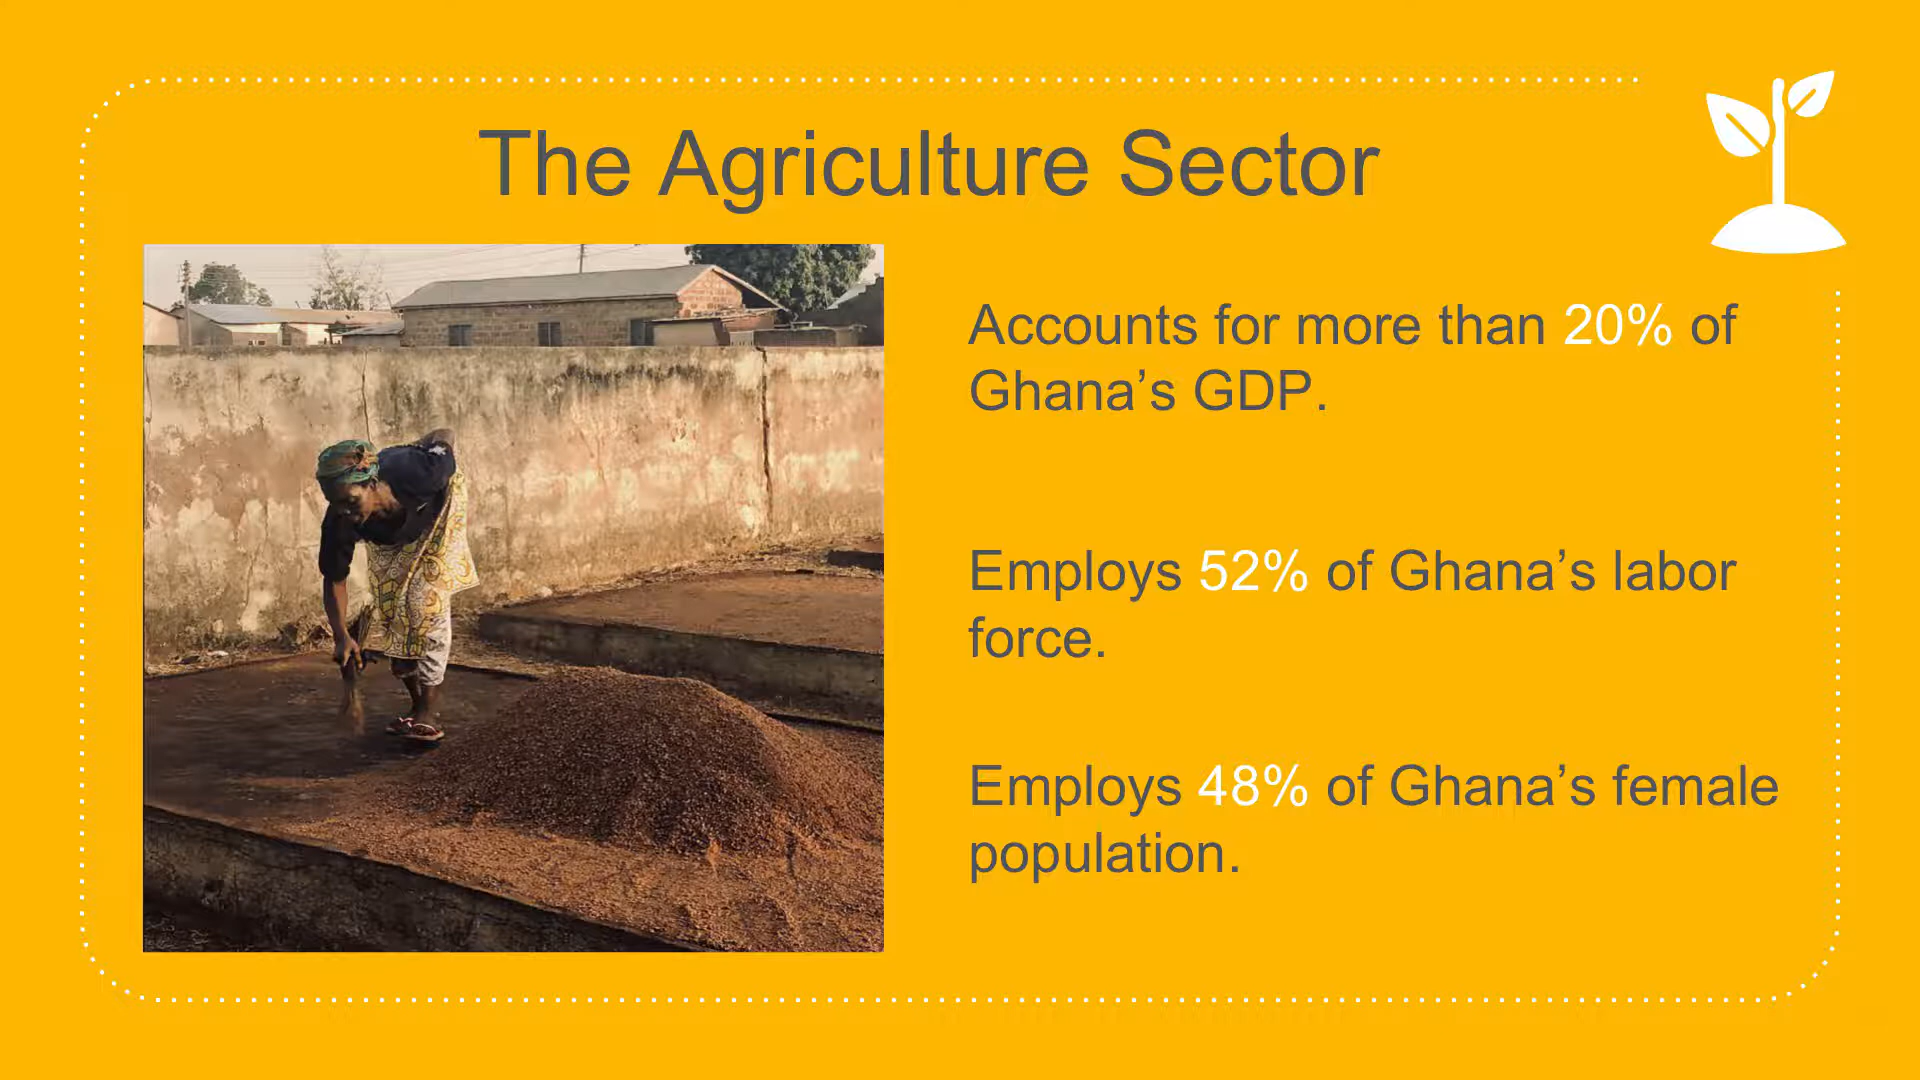 The Agriculture Sector
Accounts for more than 20% of
Ghana’s GDP.
Employs 52% of Ghana’s labor
force.
Employs 48% of Ghana’s female
population.